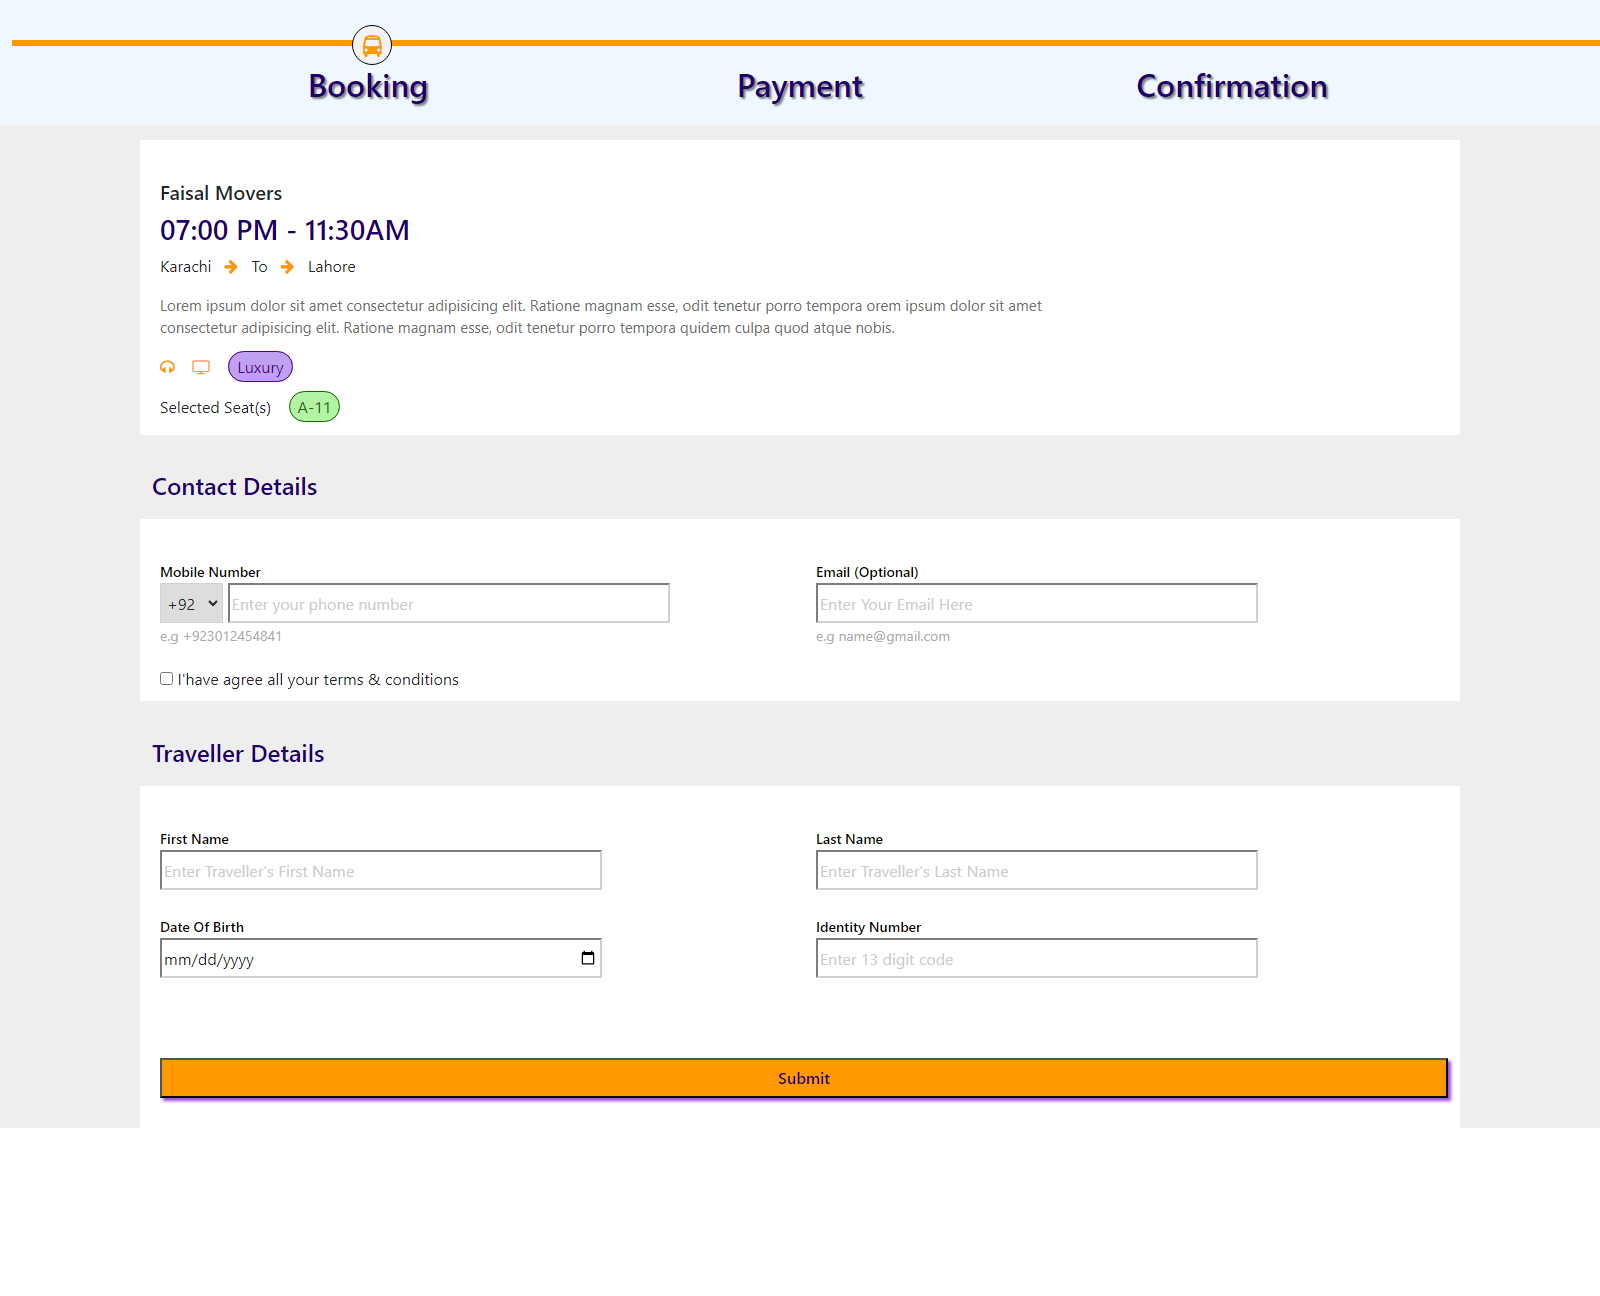 Booking
Payment
Confirmation
Faisal Movers
07:00 PM - 11:30AM
Karachi To Lahore
Lorem ipsum dolor sit amet consectetur adipisicing elit. Ratione magnam esse, odit tenetur porro tempora orem ipsum dolor sit amet
consectetur adipisicing elit. Ratione magnam esse, odit tenetur porro tempora quidem culpa quod atque nobis.
Luxury
Selected Seat(s) A-11
Contact Details
Mobile Number
+92 Enter your phone number
e.g +923012454841
Email (Optional)
Enter Your Email Here
e.g name@gmail.com
I'have agree all your terms & conditions
Traveller Details
First Name
Enter Traveller's First Name
Last Name
Enter Traveller's Last Name
Date Of Birth
mm/dd/yyyy
Identity Number
Enter 13 digit code
Submit